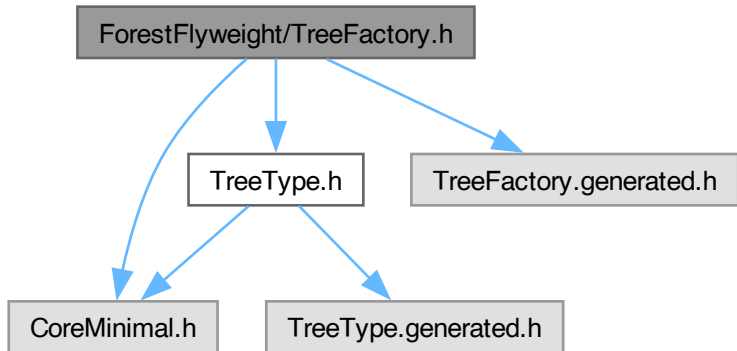 ForestFlyweight/TreeFactory.h
TreeType.h
TreeFactory.generated.h
CoreMinimal.h
TreeType.generated.h